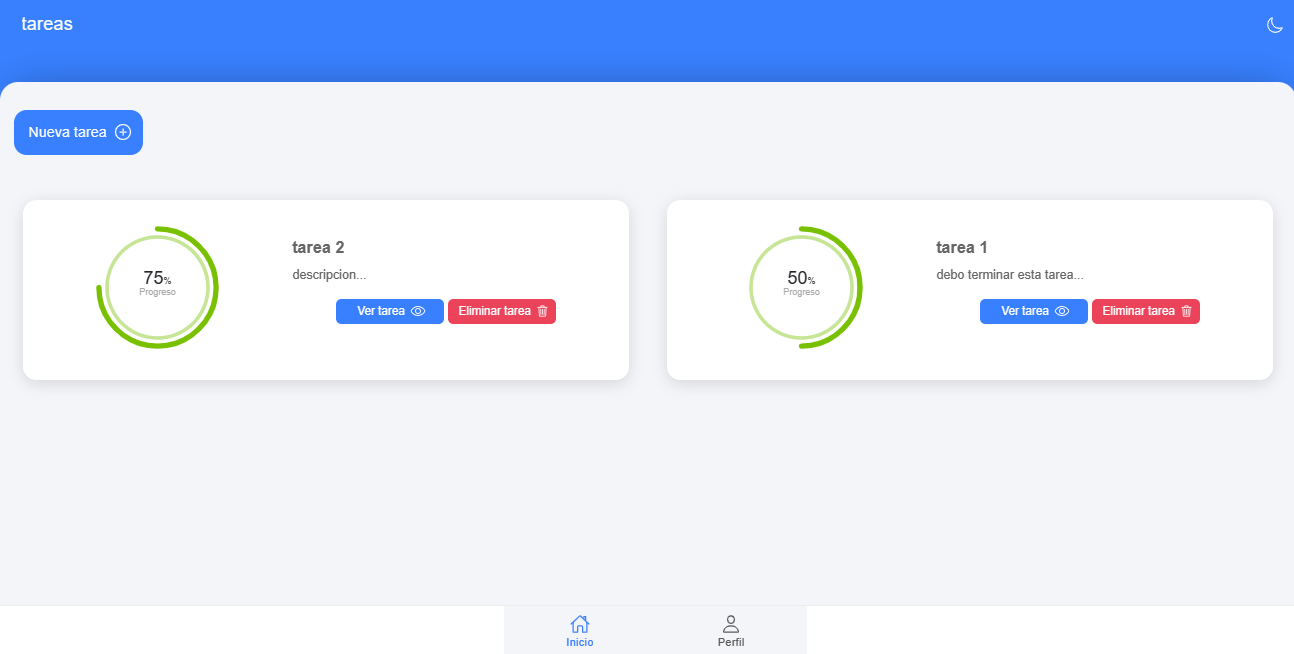 tareas
Nueva tarea
75%
Progreso
tarea 2
descripcion...
Ver tarea
Eliminar tarea
50%
Progreso
tarea 1
debo terminar esta tarea...
Ver tarea
Eliminar tarea
Inicio
Perfil